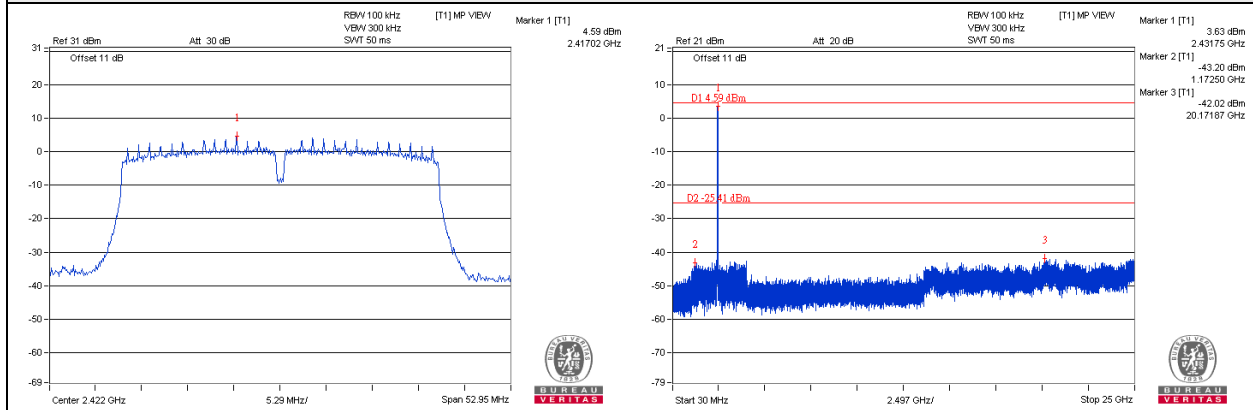 RBW 100 kHz
[T1] MP VIEW
VBW 300 kHz
Ref 31 dBm
Att 30 dB
SWT 50 ms
Marker 1 [T1]
4.59 dBm
2.41702 GHz
31
Offset 11 dB
20
10
0
-10
-20
-30
-40
-50
-60
-69
1
Center 2.422 GHz
5.29 MHz/
Span 52.95 MHz
1828
BUREAU
VERITAS
RBW 100 kHz
[T1] MP VIEW
VBW 300 kHz
Ref 21 dBm
Att 20 dB
SWT 50 ms
Marker 1 [T1]
3.63 dBm
2.43175 GHz
Marker 2 [T1]
-43.20 dBm
1.17250 GHz
Marker 3 [T1]
-42.02 dBm
20.17187 GHz
21
Offset 11 dB
10
0
-10
-20
-30
-40
-50
-60
-70
-79
1
D1 4.59 dBm
D2 -25.41 dBm
2
3
Start 30 MHz
2.497 GHz/
Stop 25 GHz
1828
BUREAU
VERITAS